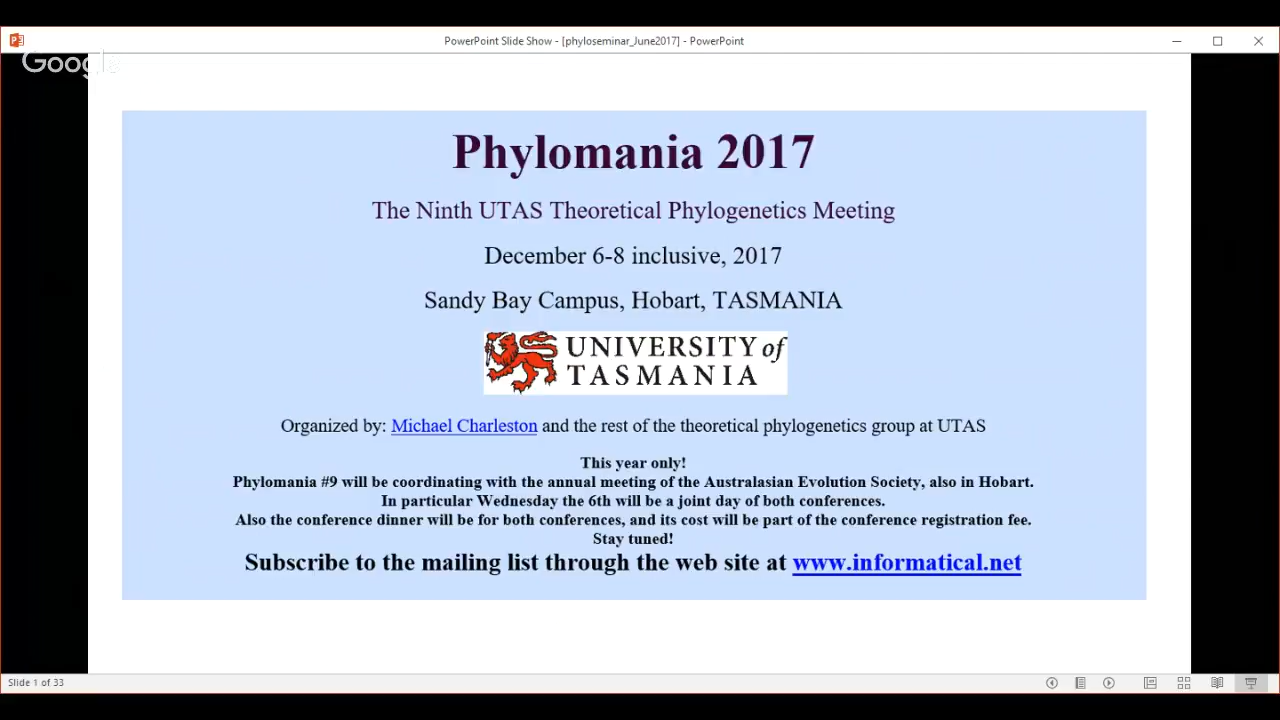 PowerPoint Slide Show - [phyloseminar_June2017] - PowerPoint
Google
Phylomania 2017
The Ninth UTAS Theoretical Phylogenetics Meeting
December 6-8 inclusive, 2017
Sandy Bay Campus, Hobart, TASMANIA
UNIVERSITY of
TASMANIA
Organized by: Michael Charleston and the rest of the theoretical phylogenetics group at UTAS
This year only!
Phylomania #9 will be coordinating with the annual meeting of the Australasian Evolution Society, also in Hobart.
In particular Wednesday the 6th will be a joint day of both conferences.
Also the conference dinner will be for both conferences, and its cost will be part of the conference registration fee.
Stay tuned!
Subscribe to the mailing list through the web site at www.informatical.net
Slide 1 of 33